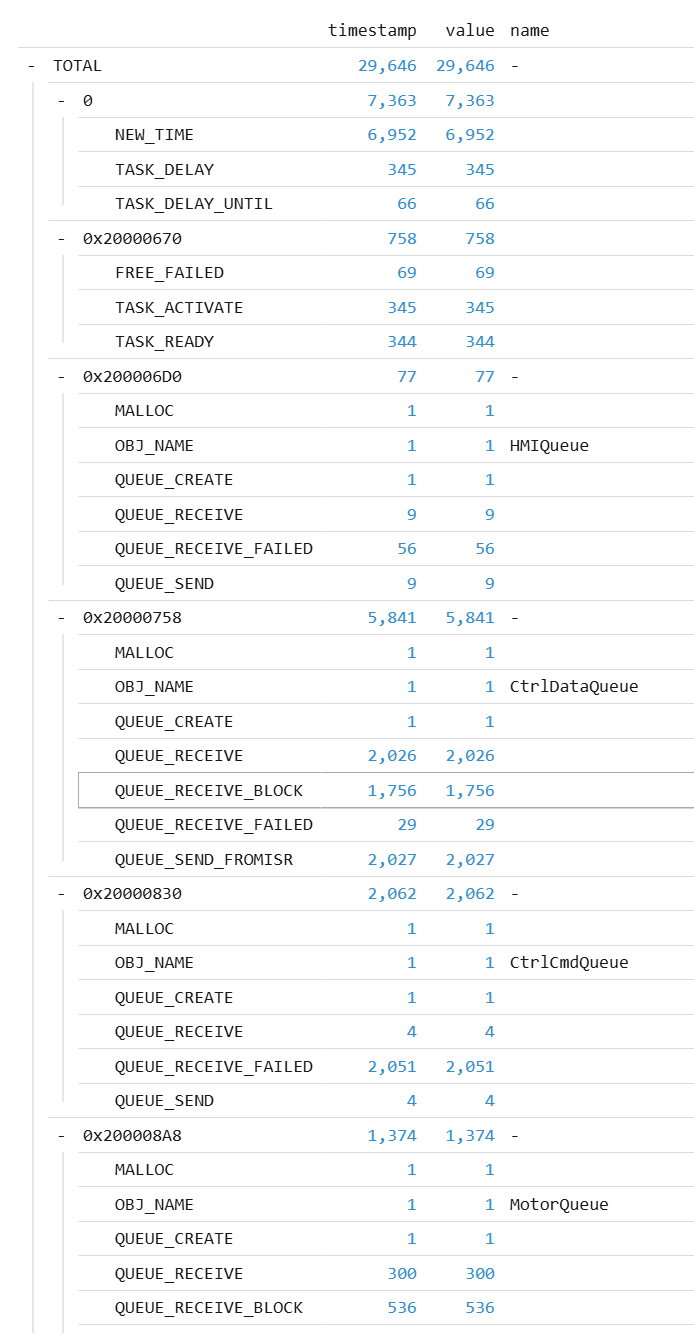 timestamp value name
- TOTAL 29,646 29,646 -
- 0 7,363 7,363
NEW_TIME 6,952 6,952
TASK_DELAY 345 345
TASK_DELAY_UNTIL 66 66
- 0x20000670 758 758
FREE_FAILED 69 69
TASK_ACTIVATE 345 345
TASK_READY 344 344
- 0x200006D0 77 77 -
MALLOC 1 1
OBJ_NAME 1 1 HMIQueue
QUEUE_CREATE 1 1
QUEUE_RECEIVE 9 9
QUEUE_RECEIVE_FAILED 56 56
QUEUE_SEND 9 9
- 0x20000758 5,841 5,841 -
MALLOC 1 1
OBJ_NAME 1 1 CtrlDataQueue
QUEUE_CREATE 1 1
QUEUE_RECEIVE 2,026 2,026
QUEUE_RECEIVE_BLOCK 1,756 1,756
QUEUE_RECEIVE_FAILED 29 29
QUEUE_SEND_FROMISR 2,027 2,027
- 0x20000830 2,062 2,062 -
MALLOC 1 1
OBJ_NAME 1 1 CtrlCmdQueue
QUEUE_CREATE 1 1
QUEUE_RECEIVE 4 4
QUEUE_RECEIVE_FAILED 2,051 2,051
QUEUE_SEND 4 4
- 0x200008A8 1,374 1,374 -
MALLOC 1 1
OBJ_NAME 1 1 MotorQueue
QUEUE_CREATE 1 1
QUEUE_RECEIVE 300 300
QUEUE_RECEIVE_BLOCK 536 536